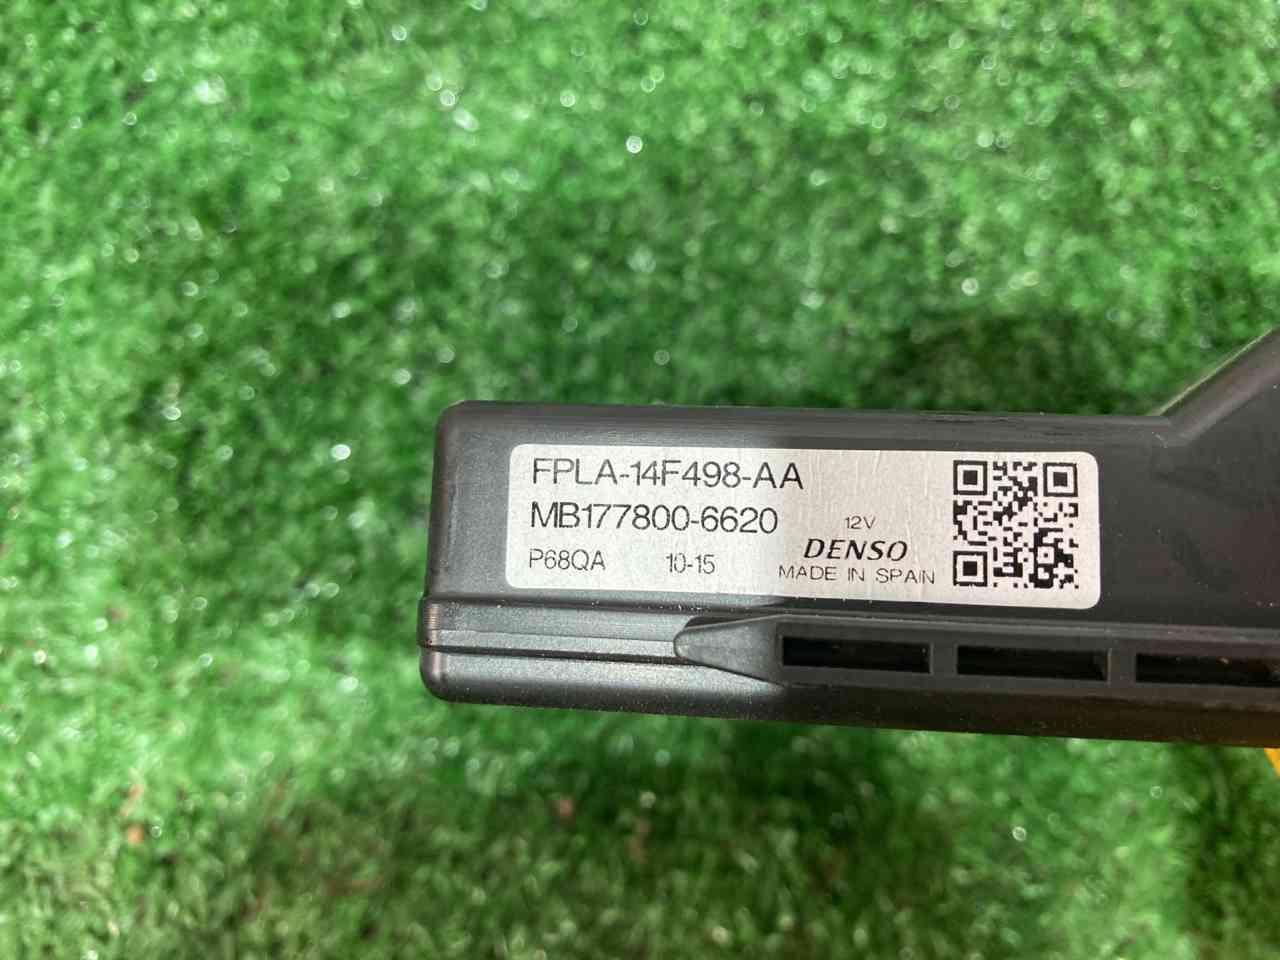 FPLA-14F498-AA
MB177800-6620
12V
P68QA 10-15
DENSO
MADE IN SPAIN